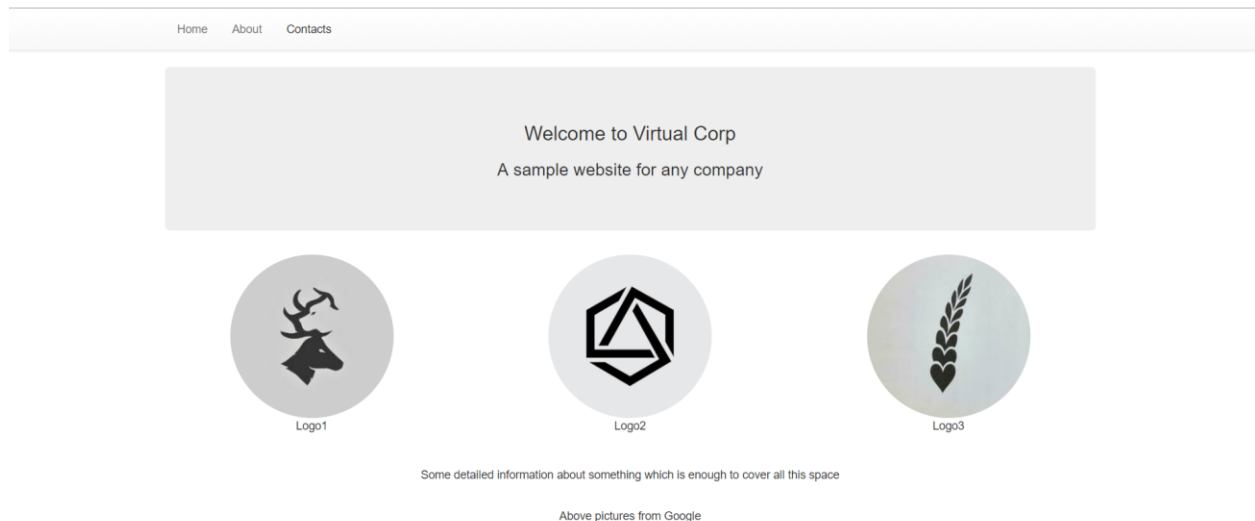 Home About Contacts
Welcome to Virtual Corp
A sample website for any company
Logo1 Logo2 Logo3
Some detailed information about something which is enough to cover all this space
Above pictures from Google